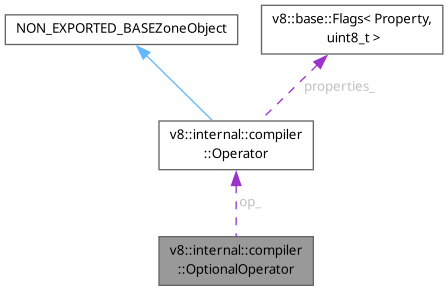 NON_EXPORTED_BASEZoneObject
v8::base::Flags< Property,
uint8_t >
properties_
v8::internal::compiler
::Operator
op_
v8::internal::compiler
::OptionalOperator